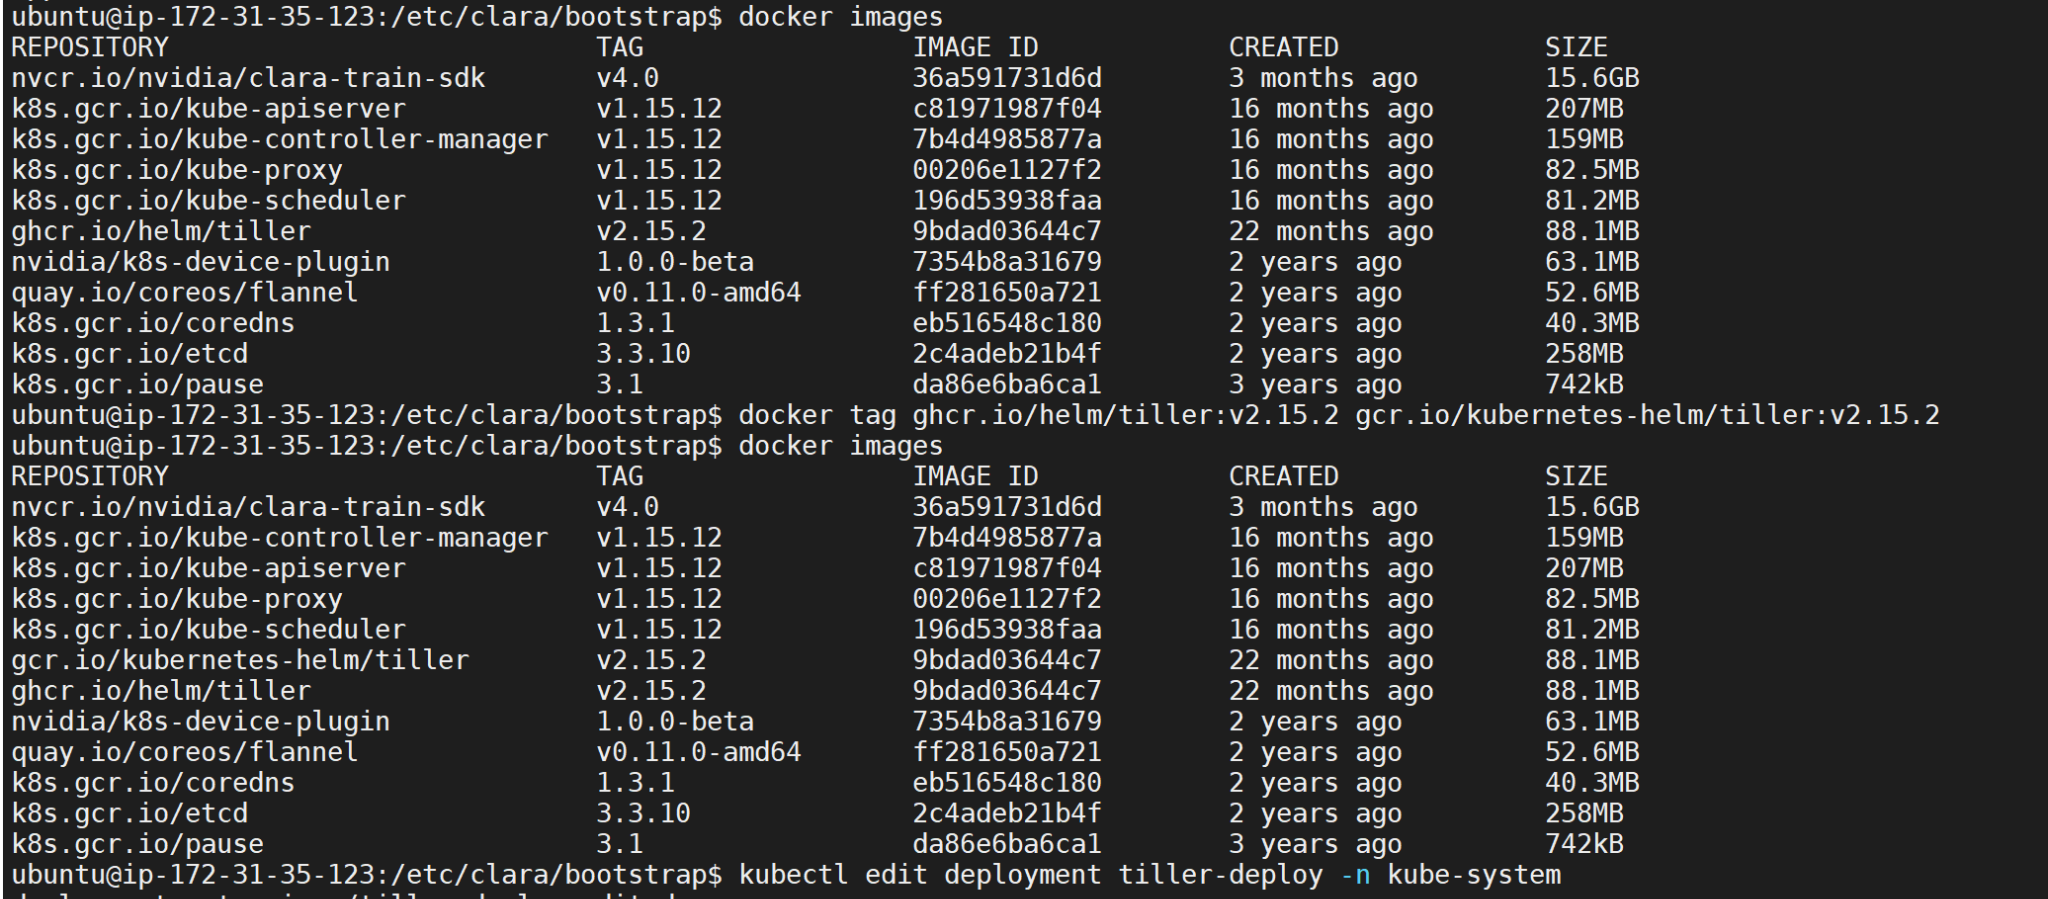 ubuntu@ip-172-31-35-123:/etc/clara/bootstrap$ docker images
REPOSITORY TAG IMAGE ID CREATED SIZE
nvcr.io/nvidia/clara-train-sdk v4.0 36a591731d6d 3 months ago 15.6GB
k8s.gcr.io/kube-apiserver v1.15.12 c81971987f04 16 months ago 207MB
k8s.gcr.io/kube-controller-manager v1.15.12 7b4d4985877a 16 months ago 159MB
k8s.gcr.io/kube-proxy v1.15.12 00206e1127f2 16 months ago 82.5MB
k8s.gcr.io/kube-scheduler v1.15.12 196d53938faa 16 months ago 81.2MB
ghcr.io/helm/tiller v2.15.2 9bdad03644c7 22 months ago 88.1MB
nvidia/k8s-device-plugin 1.0.0-beta 7354b8a31679 2 years ago 63.1MB
quay.io/coreos/flannel v0.11.0-amd64 ff281650a721 2 years ago 52.6MB
k8s.gcr.io/coredns 1.3.1 eb516548c180 2 years ago 40.3MB
k8s.gcr.io/etcd 3.3.10 2c4adeb21b4f 2 years ago 258MB
k8s.gcr.io/pause 3.1 da86e6ba6ca1 3 years ago 742kB
ubuntu@ip-172-31-35-123:/etc/clara/bootstrap$ docker tag ghcr.io/helm/tiller:v2.15.2 gcr.io/kubernetes-helm/tiller:v2.15.2
ubuntu@ip-172-31-35-123:/etc/clara/bootstrap$ docker images
REPOSITORY TAG IMAGE ID CREATED SIZE
nvcr.io/nvidia/clara-train-sdk v4.0 36a591731d6d 3 months ago 15.6GB
k8s.gcr.io/kube-controller-manager v1.15.12 7b4d4985877a 16 months ago 159MB
k8s.gcr.io/kube-apiserver v1.15.12 c81971987f04 16 months ago 207MB
k8s.gcr.io/kube-proxy v1.15.12 00206e1127f2 16 months ago 82.5MB
k8s.gcr.io/kube-scheduler v1.15.12 196d53938faa 16 months ago 81.2MB
gcr.io/kubernetes-helm/tiller v2.15.2 9bdad03644c7 22 months ago 88.1MB
ghcr.io/helm/tiller v2.15.2 9bdad03644c7 22 months ago 88.1MB
nvidia/k8s-device-plugin 1.0.0-beta 7354b8a31679 2 years ago 63.1MB
quay.io/coreos/flannel v0.11.0-amd64 ff281650a721 2 years ago 52.6MB
k8s.gcr.io/coredns 1.3.1 eb516548c180 2 years ago 40.3MB
k8s.gcr.io/etcd 3.3.10 2c4adeb21b4f 2 years ago 258MB
k8s.gcr.io/pause 3.1 da86e6ba6ca1 3 years ago 742kB
ubuntu@ip-172-31-35-123:/etc/clara/bootstrap$ kubectl edit deployment tiller-deploy -n kube-system